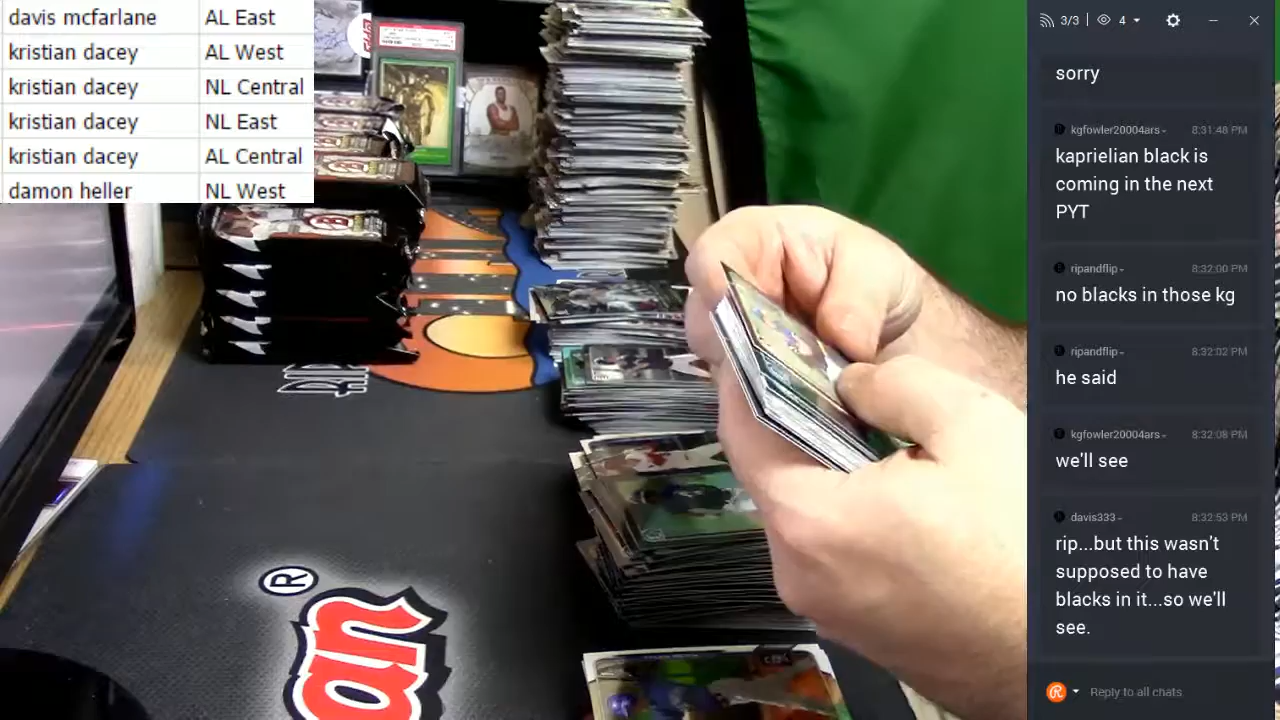 davis mcfarlane AL East
kristian dacey AL West
kristian dacey NL Central
kristian dacey NL East
kristian dacey AL Central
damon heller NL West
3/3 4
sorry
kgfowler20004ars 8:31:48 PM
kaprielian black is
coming in the next
PYT
ripandflip 8:32:00 PM
no blacks in those kg
ripandflip 8:32:02 PM
he said
kgfowler20004ars 8:32:08 PM
we'll see
davis333 8:32:53 PM
rip...but this wasn't
supposed to have
blacks in it...so we'll
see.
Reply to all chats
®
an